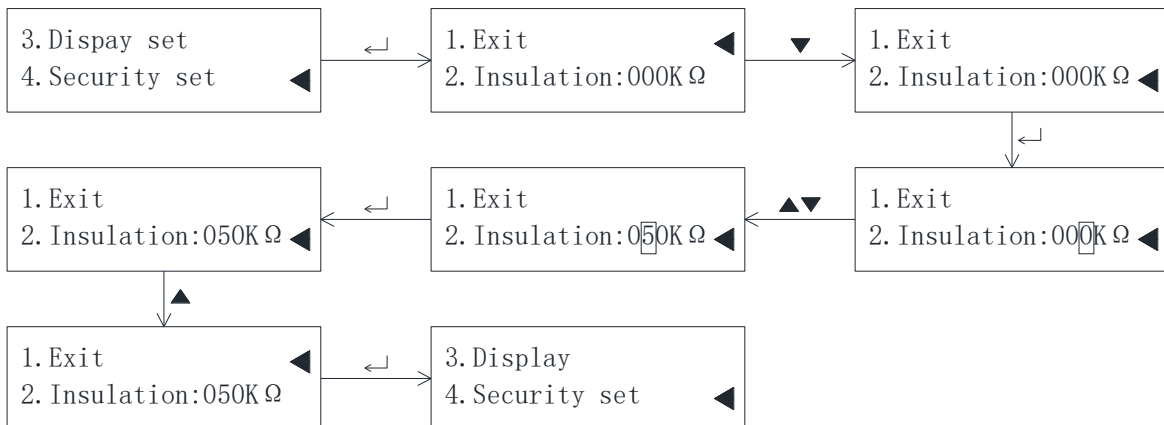 3.Dispay set
4.Security set
1.Exit
2.Insulation:000KΩ
1.Exit
2.Insulation:000KΩ
1.Exit
2.Insulation:000KΩ
1.Exit
2.Insulation:050KΩ
1.Exit
2.Insulation:050KΩ
1.Exit
2.Insulation:050KΩ
3.Display
4.Security set